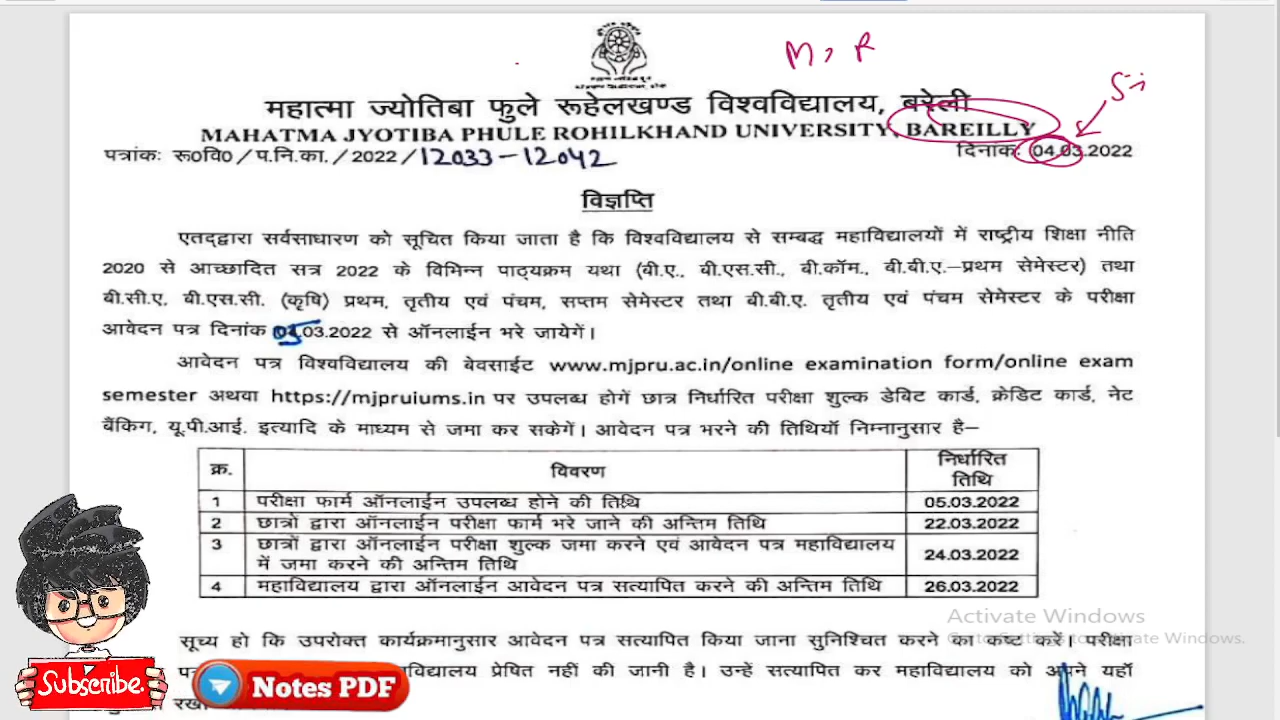 M, R
महात्मा ज्योतिबा फुले रूहेलखण्ड विश्वविद्यालय, बरेली
MAHATMA JYOTIBA PHULE ROHILKHAND UNIVERSITY, BAREILLY
पत्रांकः रू०वि० / प.नि.का. / 2022 / 12033-12042
दिनांकः 04.03.2022
विज्ञप्ति
एतद्द्वारा सर्वसाधारण को सूचित किया जाता है कि विश्वविद्यालय से सम्बद्ध महाविद्यालयों में राष्ट्रीय शिक्षा नीति
2020 से आच्छादित सत्र 2022 के विभिन्न पाठ्यक्रम यथा (बी.ए., बी.एस.सी., बी.कॉम., बी.बी.ए.–प्रथम सेमेस्टर) तथा
बी.सी.ए, बी.एस.सी. (कृषि) प्रथम, तृतीय एवं पंचम, सप्तम सेमेस्टर तथा बी.बी.ए. तृतीय एवं पंचम सेमेस्टर के परीक्षा
आवेदन पत्र दिनांक 05.03.2022 से ऑनलाईन भरे जायेगें।
आवेदन पत्र विश्वविद्यालय की बेवसाईट www.mjpru.ac.in/online examination form/online exam
semester अथवा https://mjpruiums.in पर उपलब्ध होगें छात्र निर्धारित परीक्षा शुल्क डेबिट कार्ड, क्रेडिट कार्ड, नेट
बैंकिग, यू.पी.आई. इत्यादि के माध्यम से जमा कर सकेगें। आवेदन पत्र भरने की तिथियॉ निम्नानुसार है–
क्र. विवरण निर्धारित तिथि
1 परीक्षा फार्म ऑनलाईन उपलब्ध होने की तिथि 05.03.2022
2 छात्रों द्वारा ऑनलाईन परीक्षा फार्म भरे जाने की अन्तिम तिथि 22.03.2022
3 छात्रों द्वारा ऑनलाईन परीक्षा शुल्क जमा करने एवं आवेदन पत्र महाविद्यालय
में जमा करने की अन्तिम तिथि 24.03.2022
4 महाविद्यालय द्वारा ऑनलाईन आवेदन पत्र सत्यापित करने की अन्तिम तिथि 26.03.2022
Activate Windows
Go to Settings to activate Windows.
सूच्य हो कि उपरोक्त कार्यक्रमानुसार आवेदन पत्र सत्यापित किया जाना सुनिश्चित करने का कष्ट करें। परीक्षा
प्रेषित नहीं की जानी है। उन्हें सत्यापित कर महाविद्यालय को अपने यहॉ
Subscribe.
Notes PDF